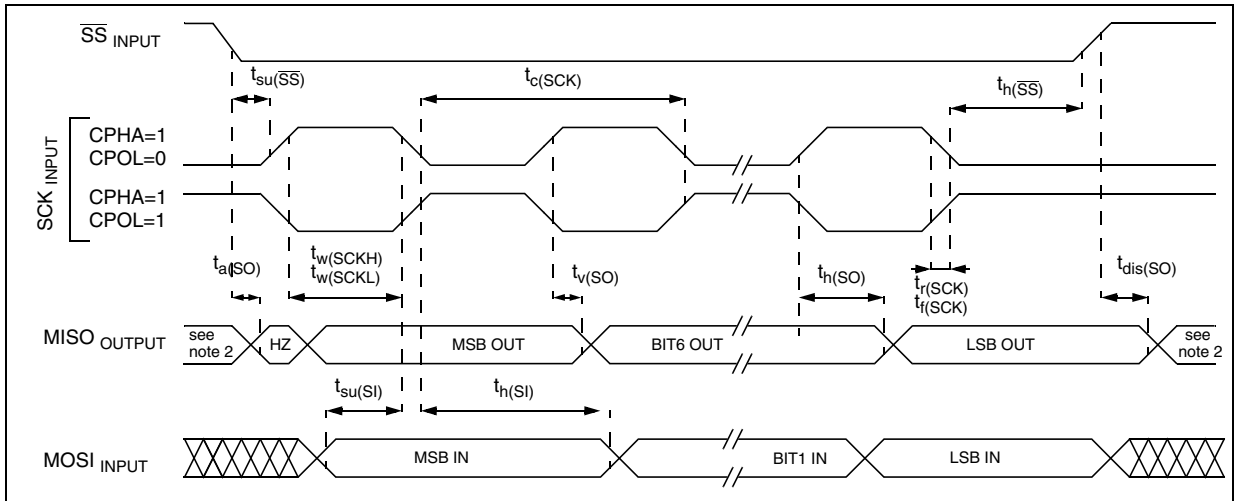 SS INPUT
tsu(SS)
tc(SCK)
th(SS)
SCK INPUT
CPHA=1
CPOL=0
CPHA=1
CPOL=1
ta(SO)
tw(SCKH)
tw(SCKL)
tv(SO)
th(SO)
tr(SCK)
tf(SCK)
tdis(SO)
MISO OUTPUT
see
note 2
HZ
MSB OUT
BIT6 OUT
LSB OUT
see
note 2
tsu(SI)
th(SI)
MOSI INPUT
MSB IN
BIT1 IN
LSB IN